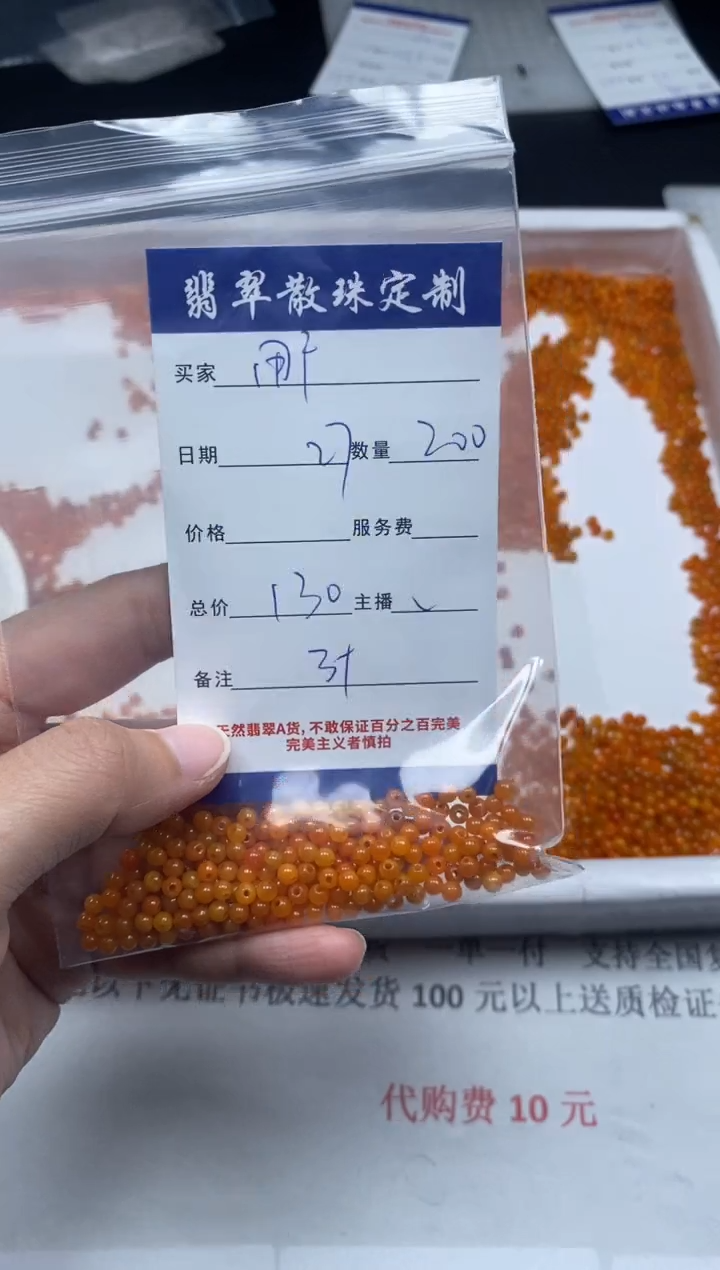 翡翠散珠定制
买家 用户
日期 27 数量 200
价格 服务费
总价 130 主播
备注 3+
天然翡翠A货,不敢保证百分之百完美
完美主义者慎拍
一单一付 支持全国复
以下无证书极速发货 100 元以上送质检证
代购费 10 元